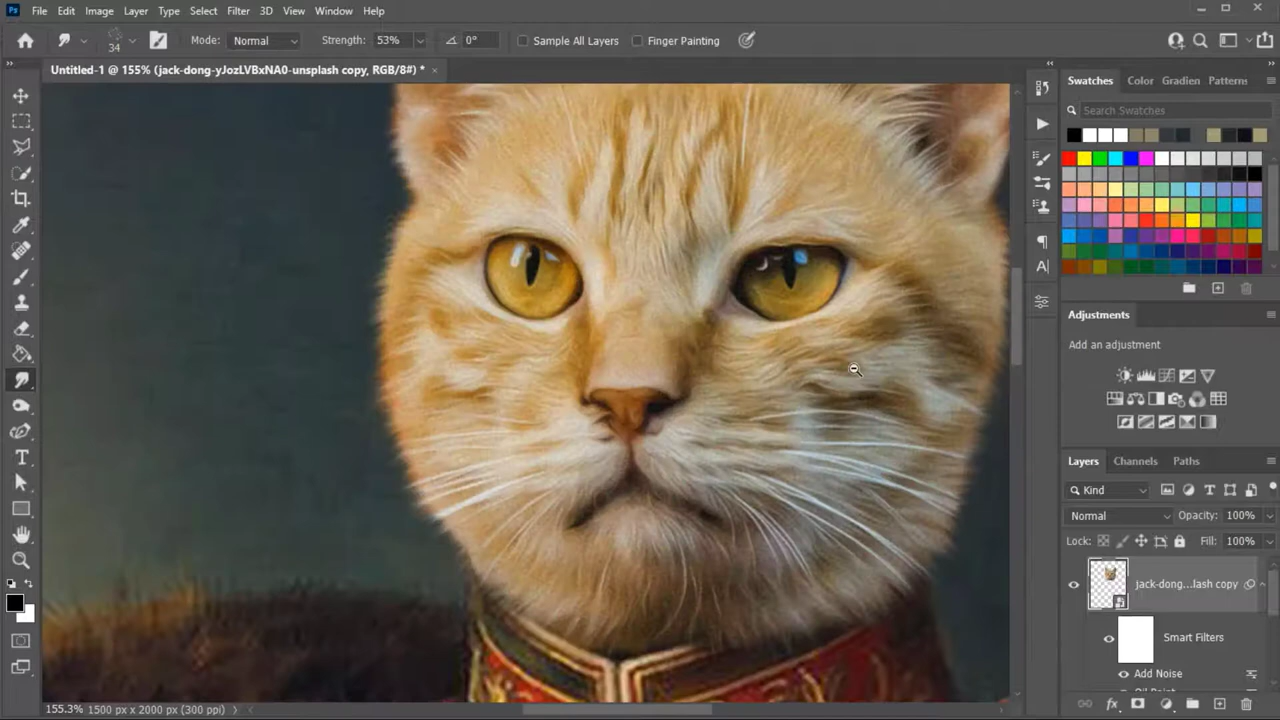 Ps File Edit Image Layer Type Select Filter 3D View Window Help
34 Mode: Normal Strength: 53% 0° Sample All Layers Finger Painting
Untitled-1 @ 155% (jack-dong-yJozLVBxNA0-unsplash copy, RGB/8#) * ×
Swatches Color Gradien Patterns
Search Swatches
Adjustments
Add an adjustment
Layers Channels Paths
Kind
Normal Opacity: 100%
Lock: Fill: 100%
jack-dong...lash copy
Smart Filters
Add Noise
155.3% 1500 px x 2000 px (300 ppi)